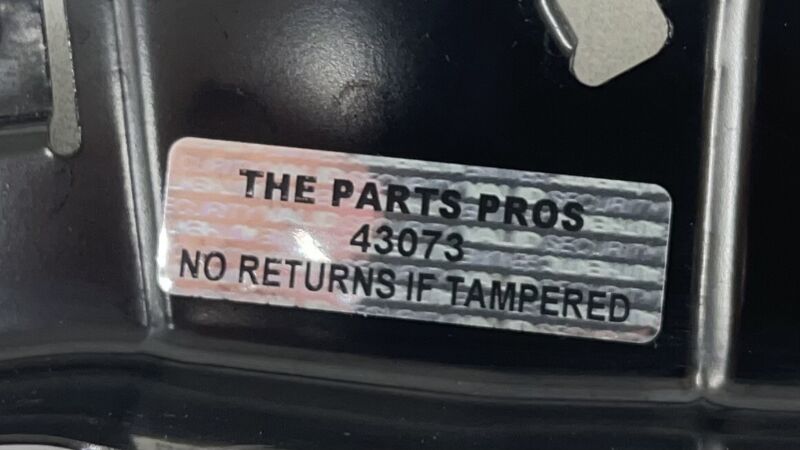 THE PARTS PROS
43073
NO RETURNS IF TAMPERED